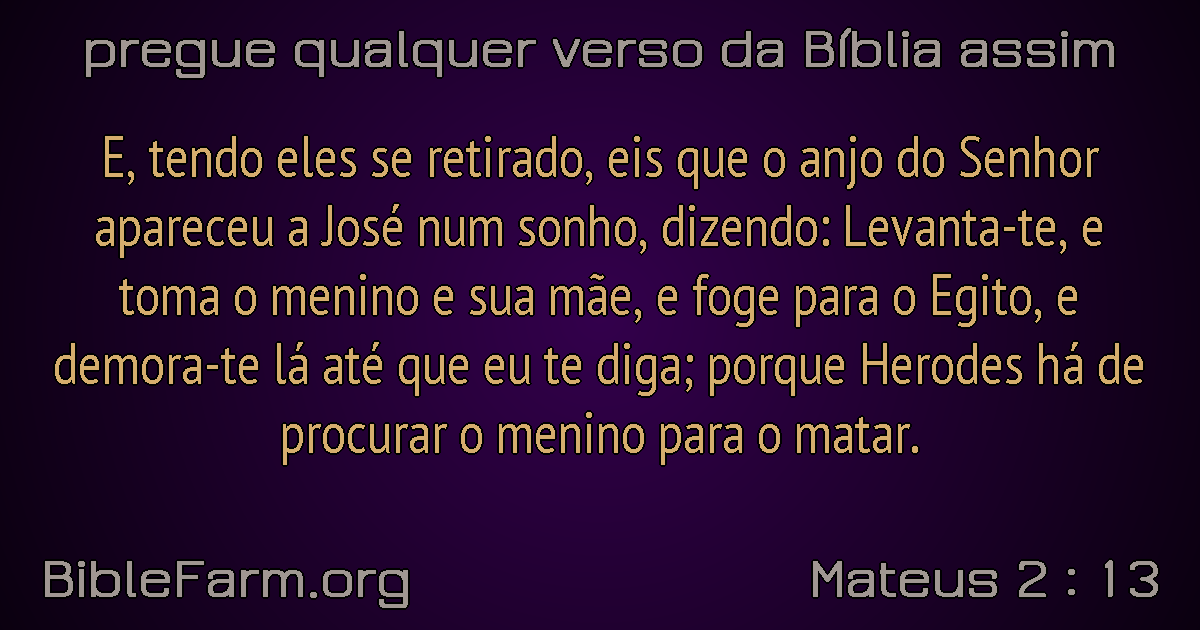 pregue qualquer verso da Bíblia assim
E, tendo eles se retirado, eis que o anjo do Senhor
apareceu a José num sonho, dizendo: Levanta-te, e
toma o menino e sua mãe, e foge para o Egito, e
demora-te lá até que eu te diga; porque Herodes há de
procurar o menino para o matar.
BibleFarm.org
Mateus 2 : 13